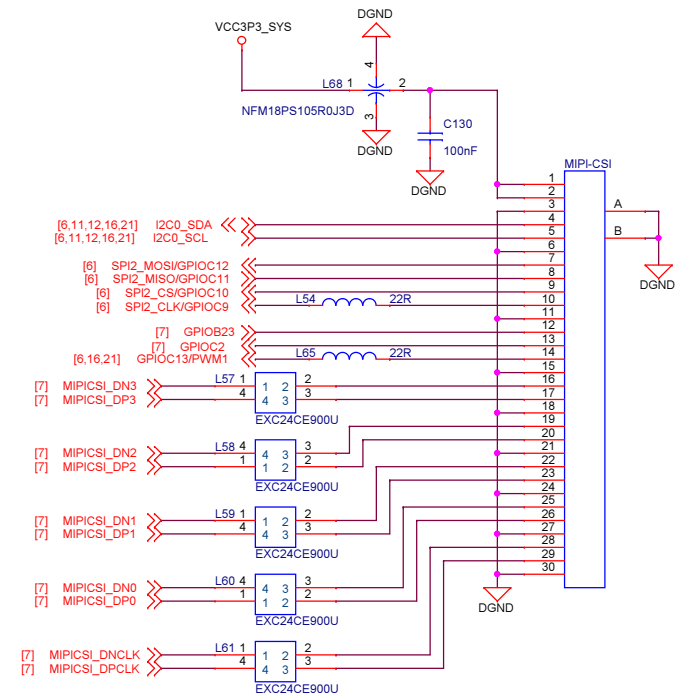 DGND
VCC3P3_SYS
4
L68 1 2
NFM18PS105R0J3D
3
DGND
C130
100nF
DGND
MIPI-CSI
1
2
3
A
[6,11,12,16,21] I2C0_SDA 4
B
[6,11,12,16,21] I2C0_SCL 5
6
[6] SPI2_MOSI/GPIOC12 7
[6] SPI2_MISO/GPIOC11 8
[6] SPI2_CS/GPIOC10 9
[6] SPI2_CLK/GPIOC9 L54 22R 10
DGND
11
[7] GPIOB23 12
[7] GPIOC2 13
[6,16,21] GPIOC13/PWM1 L65 22R 14
15
[7] MIPICSI_DN3 L57 1 1 2 2 16
[7] MIPICSI_DP3 4 4 3 3 17
18
EXC24CE900U
19
20
[7] MIPICSI_DN2 L58 4 4 3 3 21
[7] MIPICSI_DP2 1 1 2 2 22
23
EXC24CE900U
24
25
[7] MIPICSI_DN1 L59 1 1 2 2 26
[7] MIPICSI_DP1 4 4 3 3 27
28
EXC24CE900U
29
30
[7] MIPICSI_DN0 L60 4 4 3 3
[7] MIPICSI_DP0 1 1 2 2
DGND
EXC24CE900U
[7] MIPICSI_DNCLK L61 1 1 2 2
[7] MIPICSI_DPCLK 4 4 3 3
EXC24CE900U